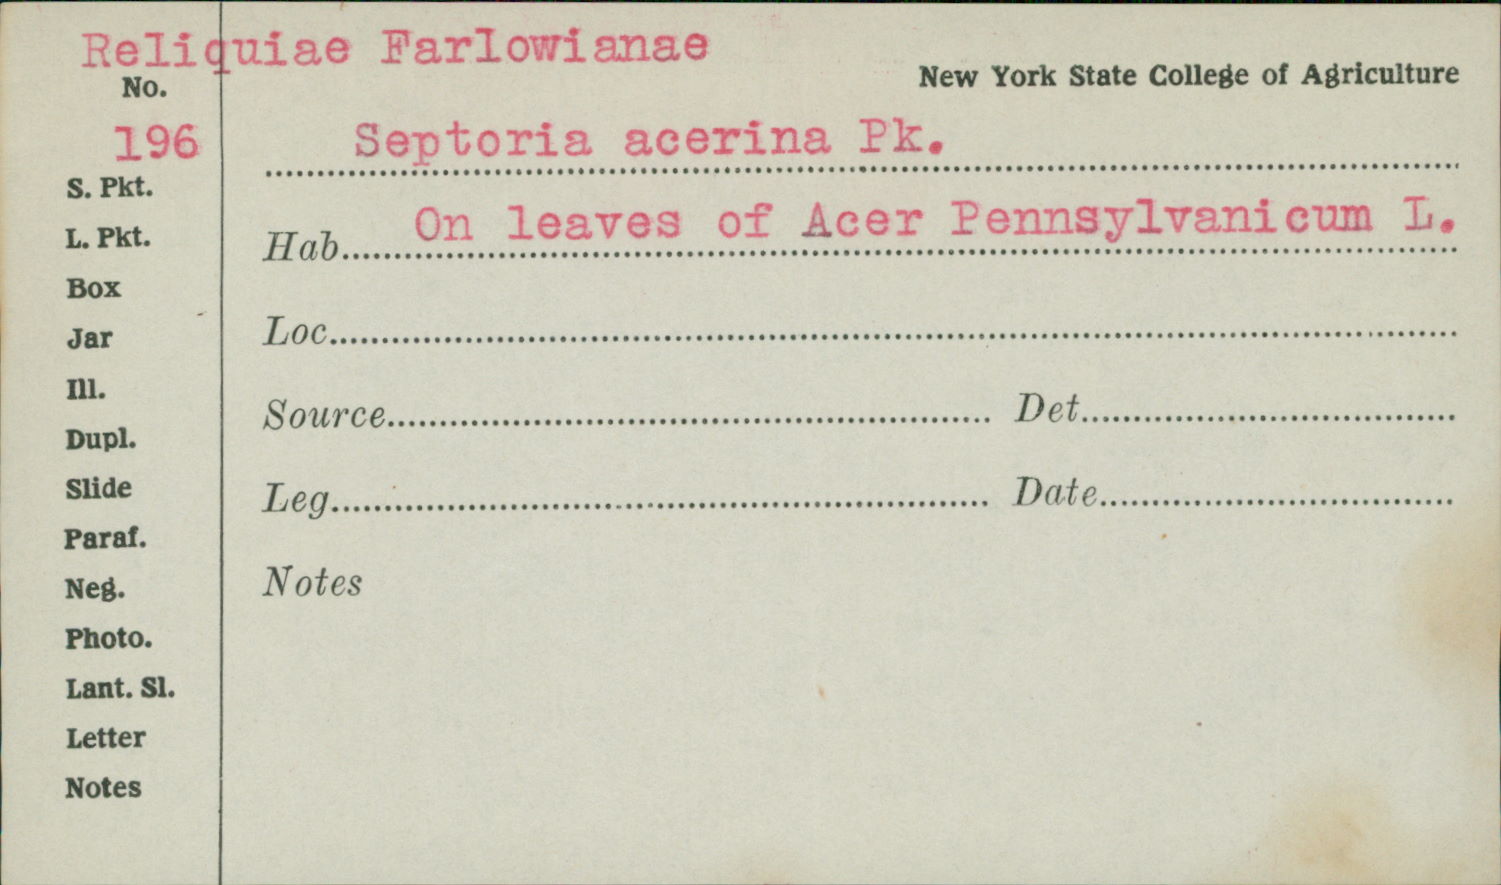 Reliquiae Farlowianae
No.
New York State College of Agriculture
196
Septoria acerina Pk.
S. Pkt.
L. Pkt.
Hab. On leaves of Acer Pennsylvanicum L.
Box
Jar
Loc.
Ill.
Dupl.
Source Det.
Slide
Leg. Date
Paraf.
Neg.
Notes
Photo.
Lant. Sl.
Letter
Notes